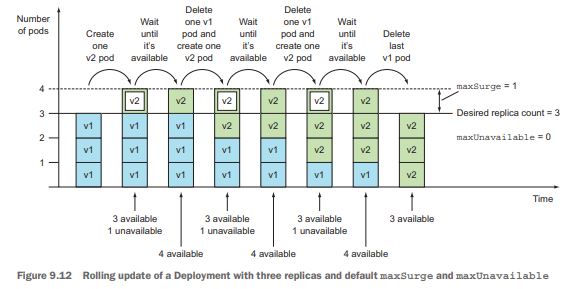 Number
of pods
Create
one
v2 pod
Wait
until
it's
available
Delete
one v1
pod and
create one
v2 pod
Wait
until
it's
available
Delete
one v1
pod and
create one
v2 pod
Wait
until
it's
available
Delete
last
v1 pod
4
3
2
1
v1
v1
v1
v2
v1
v1
v1
v2
v1
v1
v1
v2
v2
v1
v1
v2
v2
v1
v1
v2
v2
v2
v1
v2
v2
v2
v1
v2
v2
v2
maxSurge = 1
Desired replica count = 3
maxUnavailable = 0
Time
3 available
1 unavailable
4 available
3 available
1 unavailable
4 available
3 available
1 unavailable
4 available
3 available
Figure 9.12 Rolling update of a Deployment with three replicas and default maxSurge and maxUnavailable